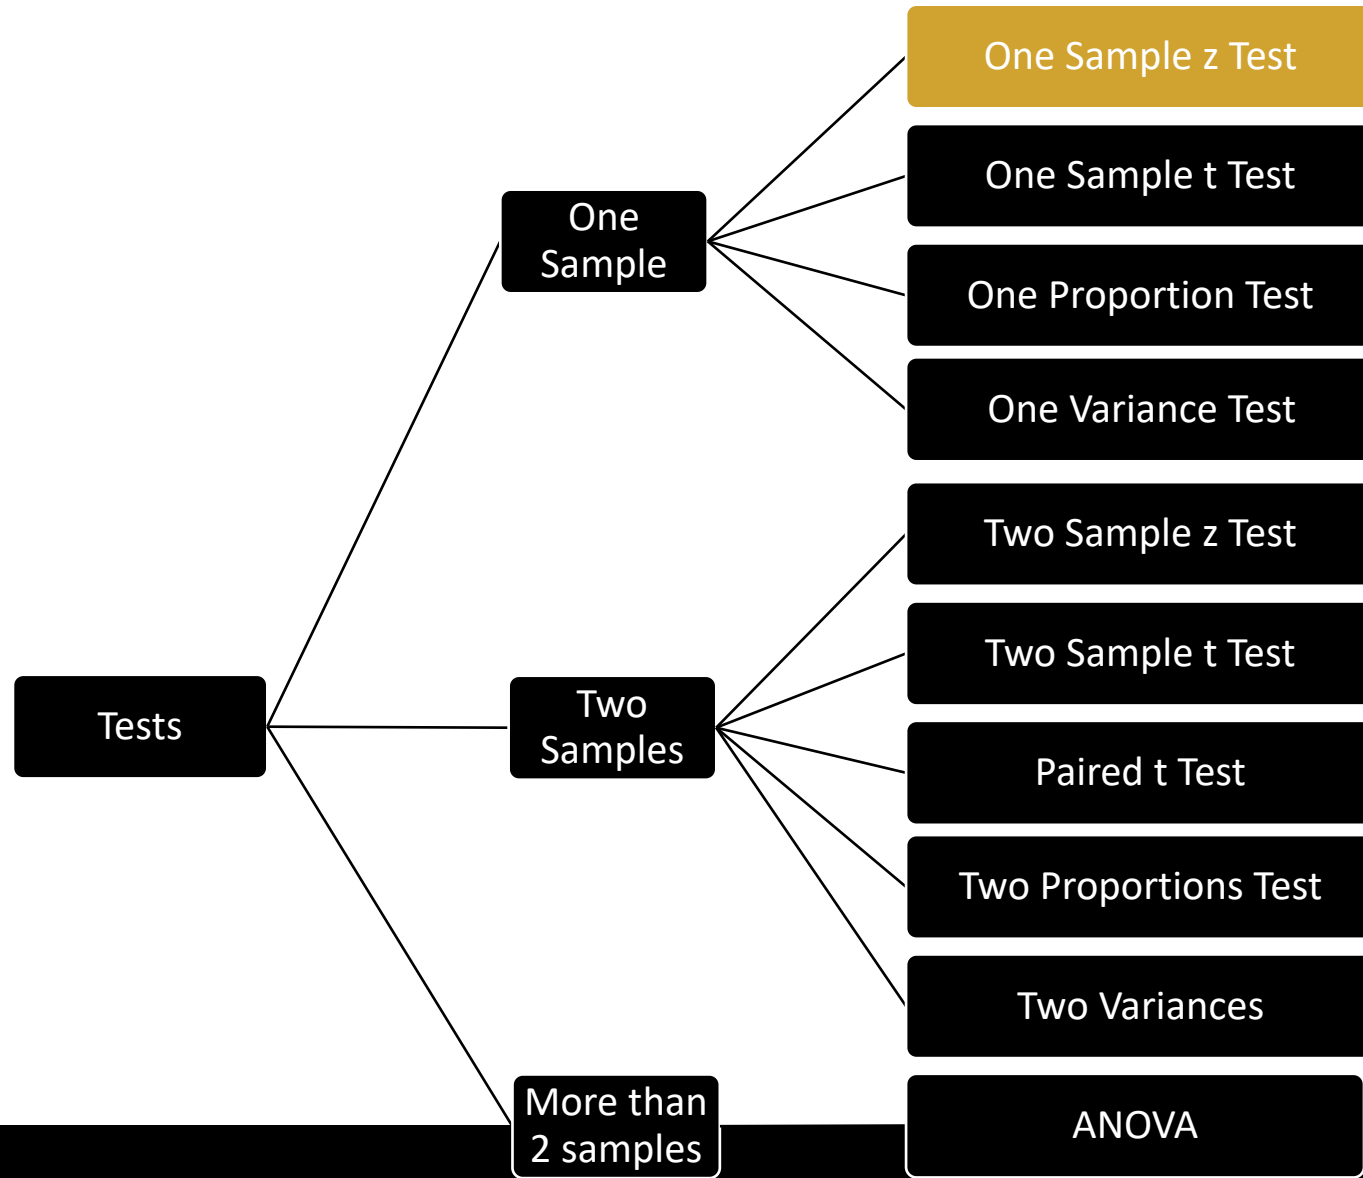 One Sample z Test
One Sample t Test
One
Sample
One Proportion Test
One Variance Test
Two Sample z Test
Two Sample t Test
Tests
Two
Samples
Paired t Test
Two Proportions Test
Two Variances
More than
2 samples
ANOVA